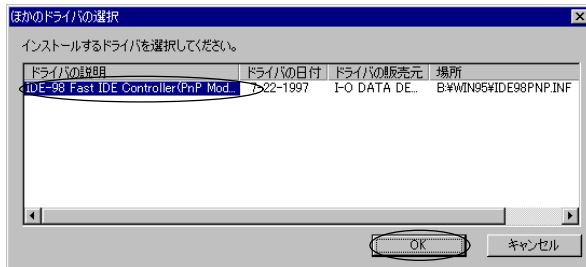 ほかのドライバの選択
インストールするドライバを選択してください。
ドライバの説明 ドライバの日付 ドライバの販売元 場所
IDE-98 Fast IDE Controller(PnP Mod... 7-22-1997 I-O DATA DE... B:¥WIN95¥IDE98PNP.INF
OK キャンセル